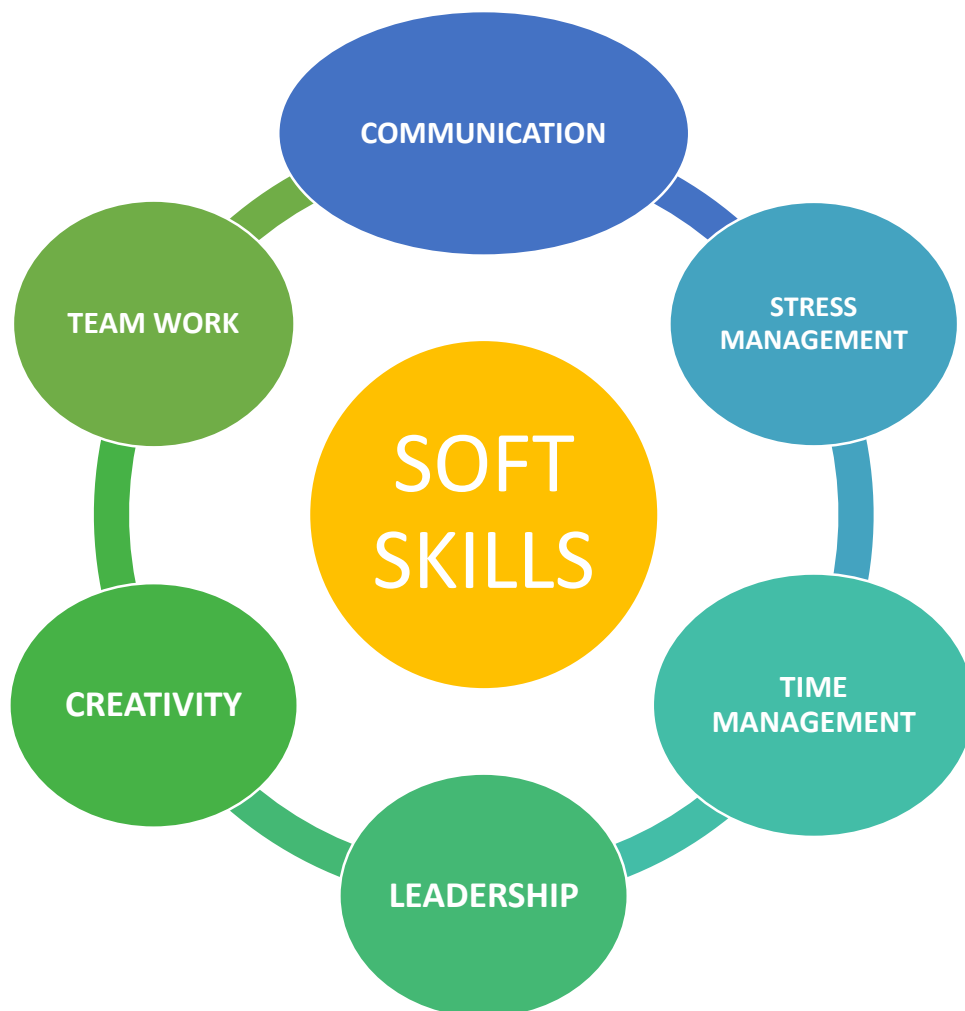 COMMUNICATION
STRESS
MANAGEMENT
TIME
MANAGEMENT
LEADERSHIP
CREATIVITY
TEAM WORK
SOFT
SKILLS